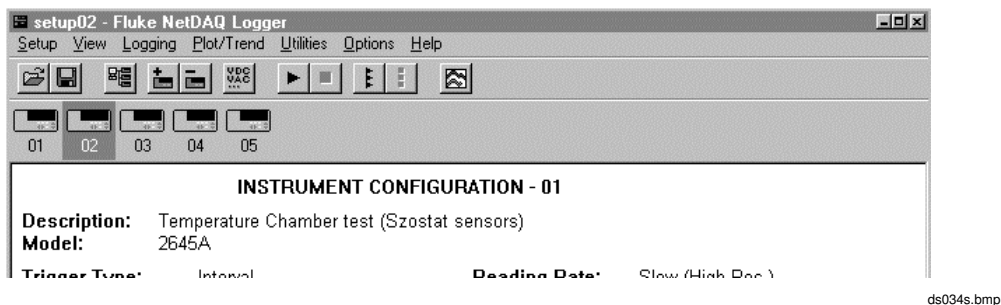 setup02 - Fluke NetDAQ Logger
Setup View Logging Plot/Trend Utilities Options Help
VDC
VAC
01 02 03 04 05
INSTRUMENT CONFIGURATION - 01
Description: Temperature Chamber test (Szostat sensors)
Model: 2645A
Trigger Type: Interval Reading Rate: Slow (High Res.)
ds034s.bmp